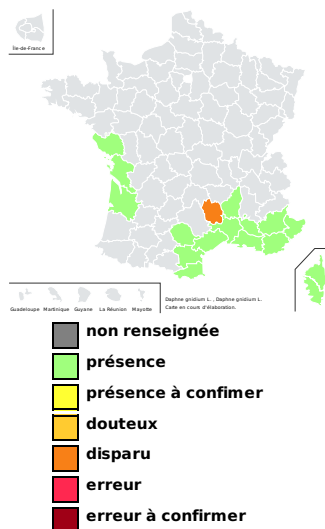 Île-de-France
Guadeloupe Martinique Guyane La Réunion Mayotte
Daphne gnidium L. , Daphne gnidium L.
Carte en cours d'élaboration.
non renseignée
présence
présence à confimer
douteux
disparu
erreur
erreur à confirmer